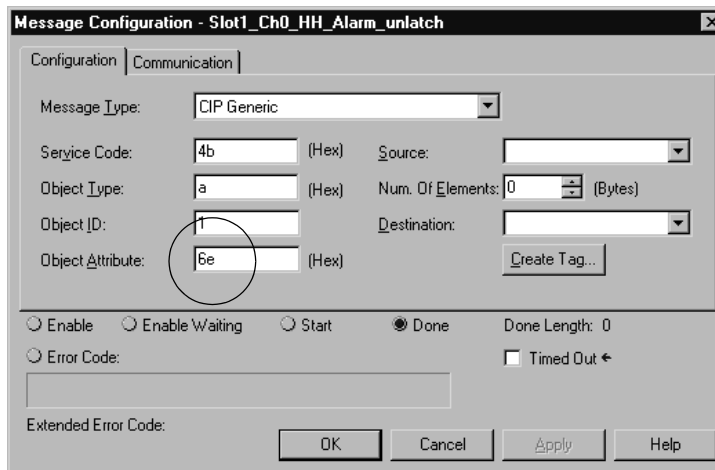 Message Configuration - Slot1_Ch0_HH_Alarm_unlatch
Configuration Communication
Message Type: CIP Generic
Service Code: 4b (Hex) Source:
Object Type: a (Hex) Num. Of Elements: 0 (Bytes)
Object ID: 1 Destination:
Object Attribute: 6e (Hex) Create Tag...
Enable Enable Waiting Start Done Done Length: 0
Error Code: Timed Out ←
Extended Error Code:
OK Cancel Apply Help